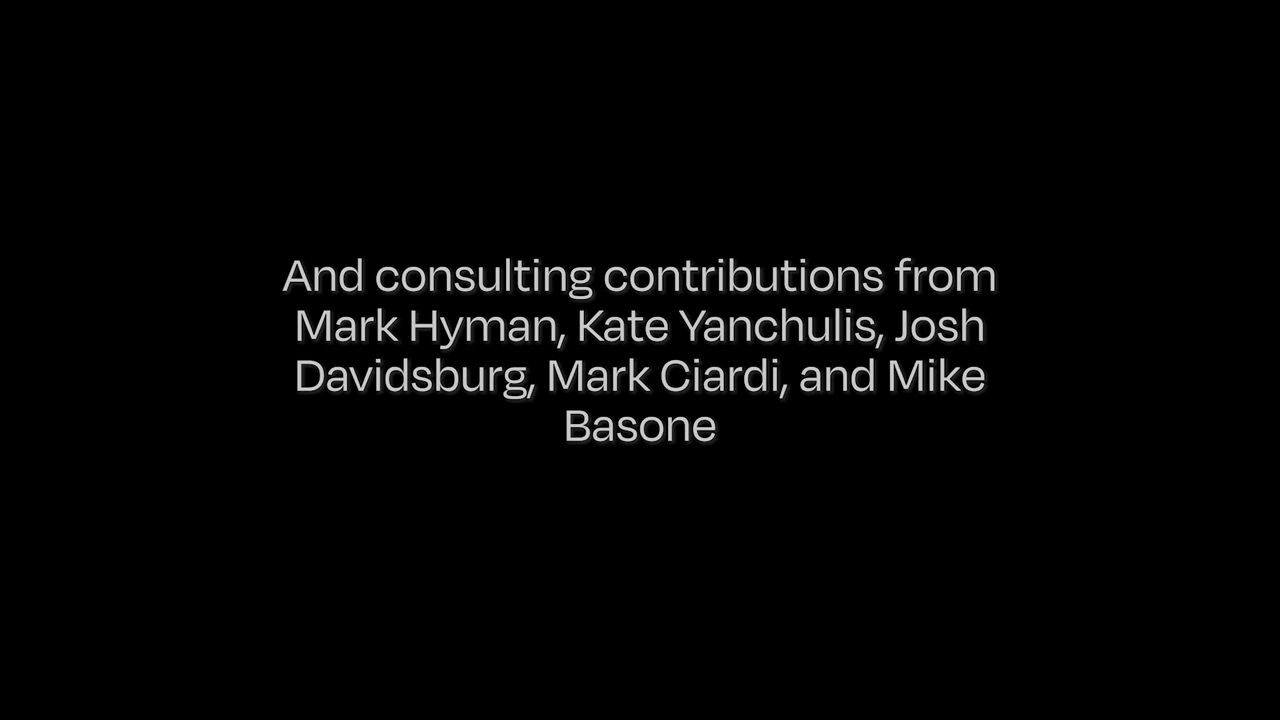 And consulting contributions from
Mark Hyman, Kate Yanchulis, Josh
Davidsburg, Mark Ciardi, and Mike
Basone